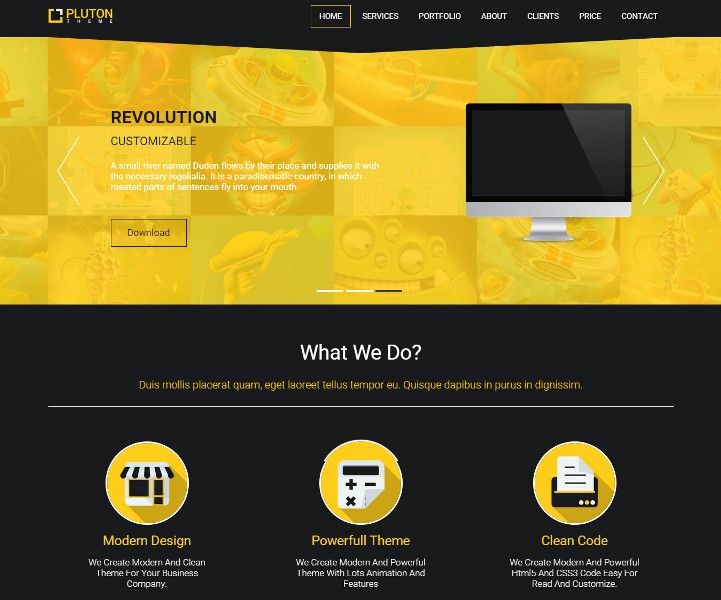 PLUTON
THEME
HOME SERVICES PORTFOLIO ABOUT CLIENTS PRICE CONTACT
REVOLUTION
CUSTOMIZABLE
A small river named Duden flows by their place and supplies it with
the necessary regelialia. It is a paradisematic country, in which
roasted parts of sentences fly into your mouth.
Download
What We Do?
Duis mollis placerat quam, eget laoreet tellus tempor eu. Quisque dapibus in purus in dignissim.
Modern Design
We Create Modern And Clean
Theme For Your Business
Company.
Powerfull Theme
We Create Modern And Powerful
Theme With Lots Animation And
Features
Clean Code
We Create Modern And Powerful
Html5 And CSS3 Code Easy For
Read And Customize.